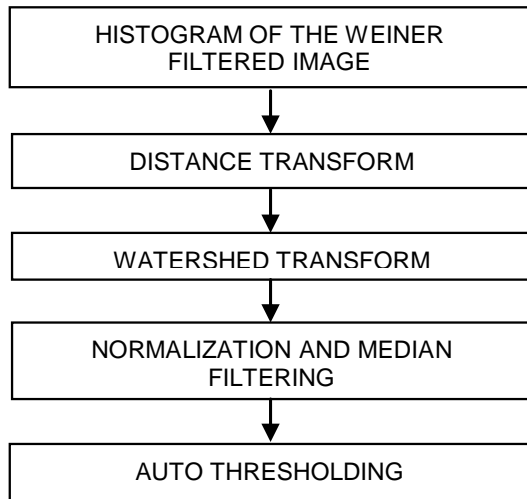 HISTOGRAM OF THE WEINER
FILTERED IMAGE
DISTANCE TRANSFORM
WATERSHED TRANSFORM
NORMALIZATION AND MEDIAN
FILTERING
AUTO THRESHOLDING